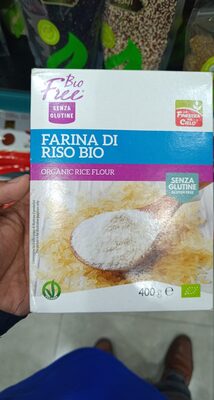 Bio
Free
SENZA
GLUTINE
LA
FINESTRA
SUL
CIELO
FARINA DI
RISO BIO
ORGANIC RICE FLOUR
SENZA
GLUTINE
GLUTEN FREE
400 g ℮